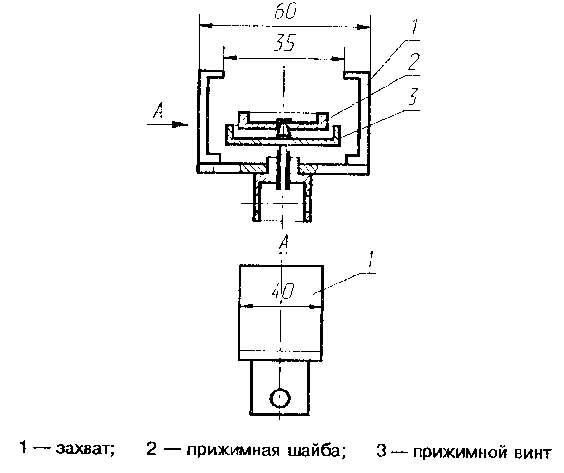 60
35
1
2
3
А
А
1
40
1 — захват; 2 — прижимная шайба; 3 — прижимной винт